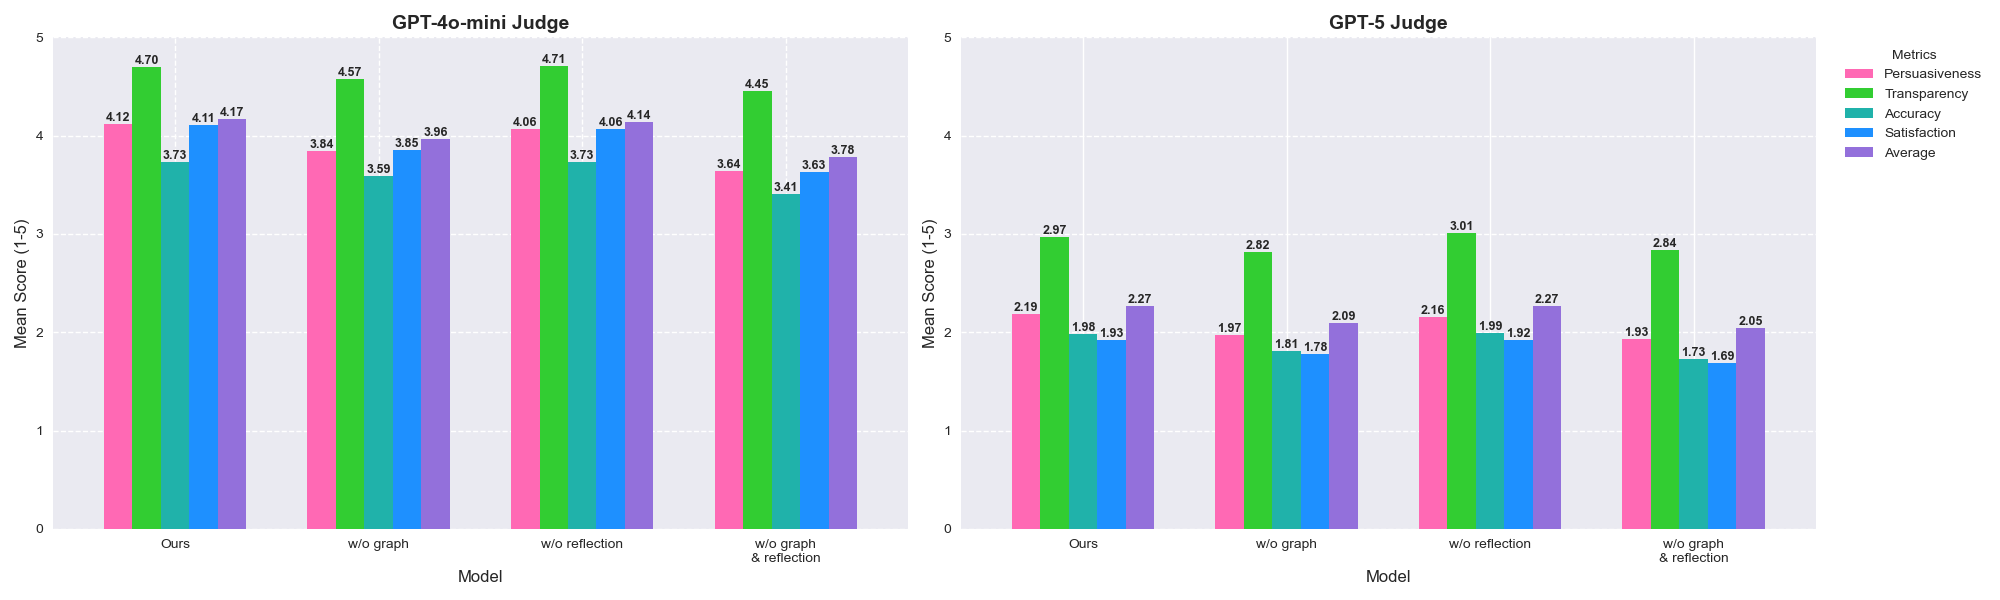 GPT-4o-mini Judge
5
4
3
2
1
0
Mean Score (1-5)
4.12
4.70
3.73
4.11
4.17
3.84
4.57
3.59
3.85
3.96
4.06
4.71
3.73
4.06
4.14
3.64
4.45
3.41
3.63
3.78
Ours
w/o graph
w/o reflection
w/o graph
& reflection
Model
GPT-5 Judge
5
4
3
2
1
0
Mean Score (1-5)
2.19
2.97
1.98
1.93
2.27
1.97
2.82
1.81
1.78
2.09
2.16
3.01
1.99
1.92
2.27
1.93
2.84
1.73
1.69
2.05
Ours
w/o graph
w/o reflection
w/o graph
& reflection
Model
Metrics
Persuasiveness
Transparency
Accuracy
Satisfaction
Average